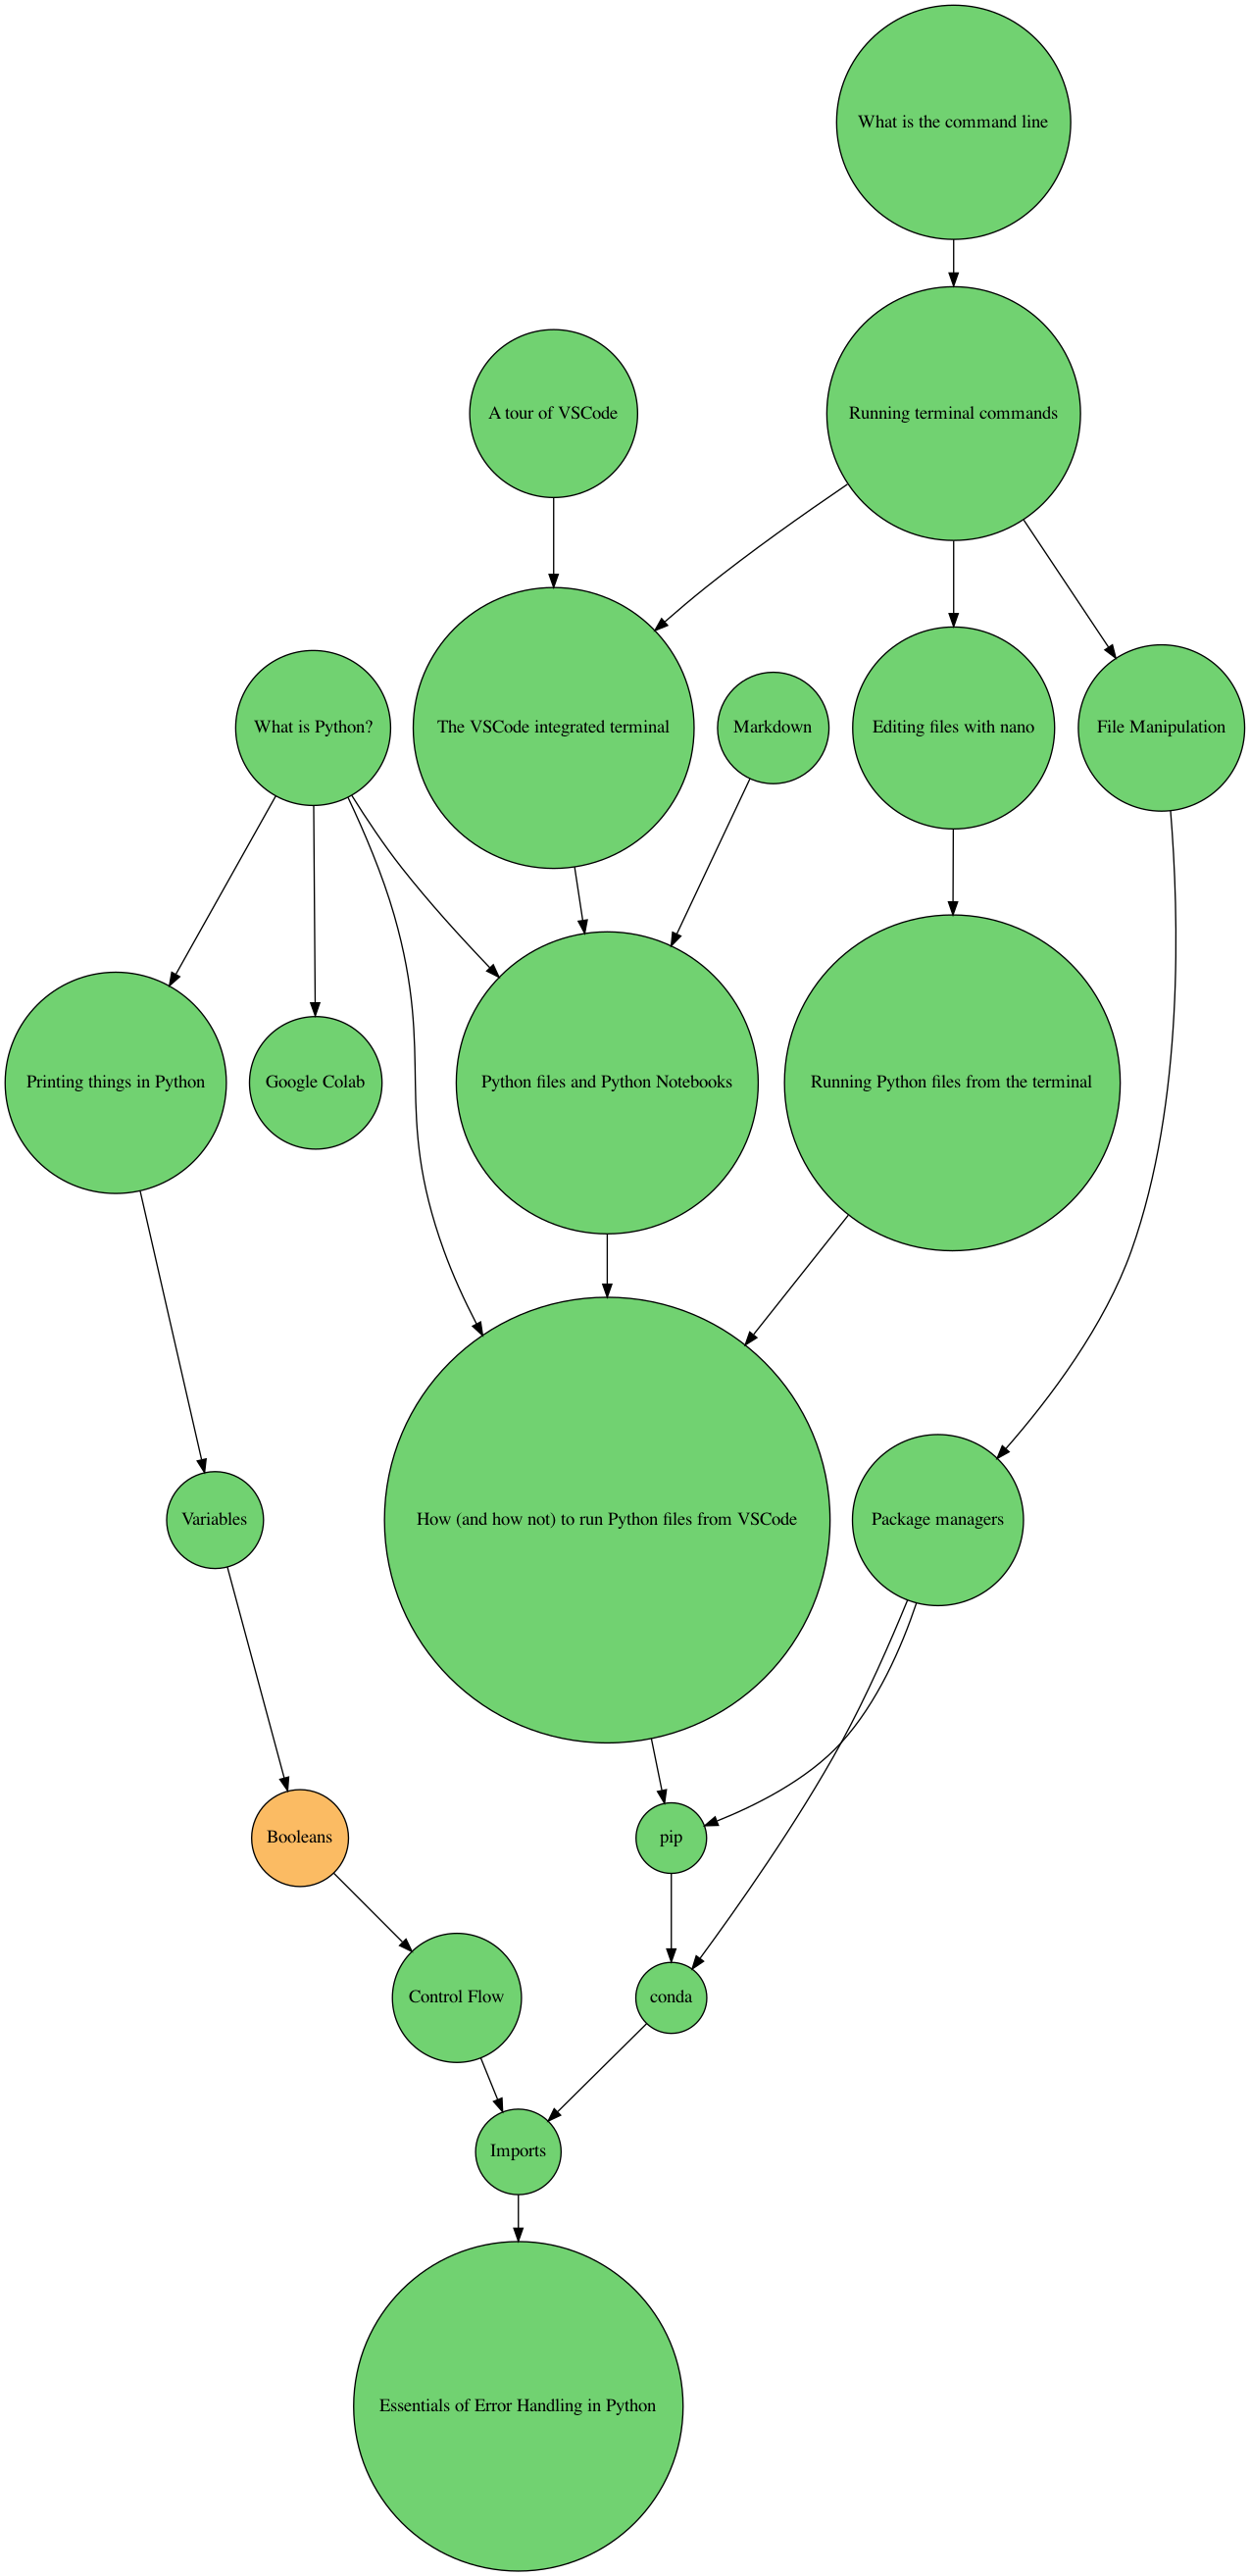 What is the command line
A tour of VSCode
Running terminal commands
What is Python?
The VSCode integrated terminal
Markdown
Editing files with nano
File Manipulation
Printing things in Python
Google Colab
Python files and Python Notebooks
Running Python files from the terminal
Variables
How (and how not) to run Python files from VSCode
Package managers
Booleans
pip
Control Flow
conda
Imports
Essentials of Error Handling in Python